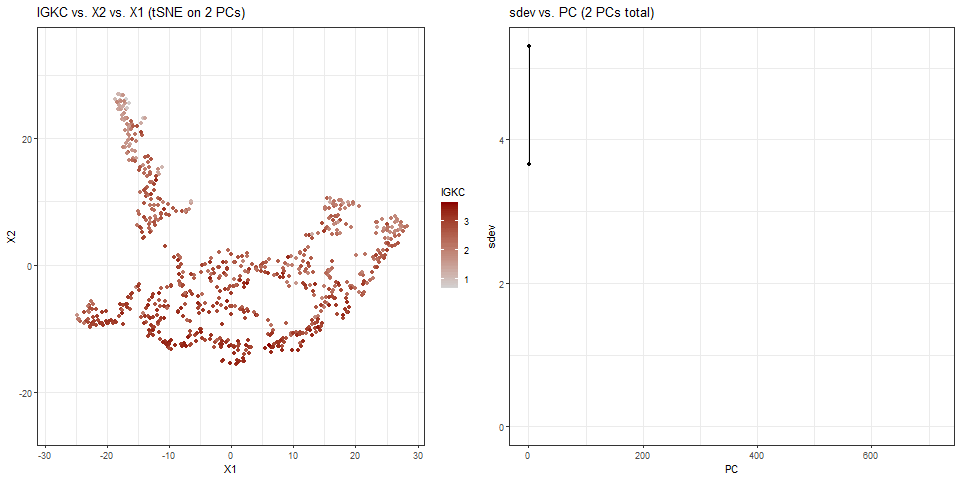 IGKC vs. X2 vs. X1 (tSNE on 2 PCs)
20
0
-20
X2
-30
-20
-10
0
10
20
30
X1
IGKC
3
2
1
sdev vs. PC (2 PCs total)
4
2
0
sdev
0
200
400
600
PC